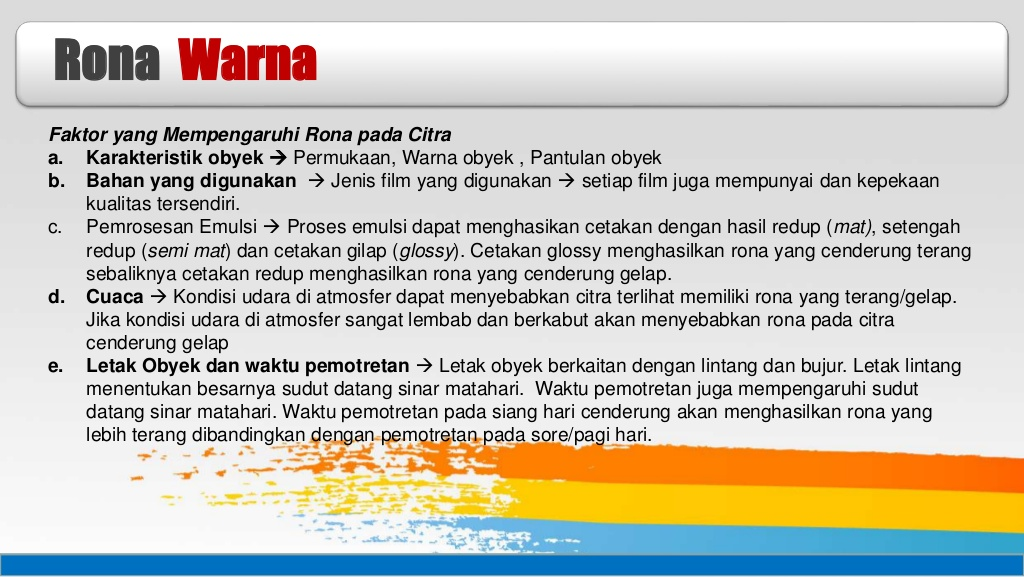 Rona Warna
Faktor yang Mempengaruhi Rona pada Citra
a. Karakteristik obyek → Permukaan, Warna obyek , Pantulan obyek
b. Bahan yang digunakan → Jenis film yang digunakan → setiap film juga mempunyai dan kepekaan
kualitas tersendiri.
c. Pemrosesan Emulsi → Proses emulsi dapat menghasikan cetakan dengan hasil redup (mat), setengah
redup (semi mat) dan cetakan gilap (glossy). Cetakan glossy menghasilkan rona yang cenderung terang
sebaliknya cetakan redup menghasilkan rona yang cenderung gelap.
d. Cuaca → Kondisi udara di atmosfer dapat menyebabkan citra terlihat memiliki rona yang terang/gelap.
Jika kondisi udara di atmosfer sangat lembab dan berkabut akan menyebabkan rona pada citra
cenderung gelap
e. Letak Obyek dan waktu pemotretan → Letak obyek berkaitan dengan lintang dan bujur. Letak lintang
menentukan besarnya sudut datang sinar matahari. Waktu pemotretan juga mempengaruhi sudut
datang sinar matahari. Waktu pemotretan pada siang hari cenderung akan menghasilkan rona yang
lebih terang dibandingkan dengan pemotretan pada sore/pagi hari.